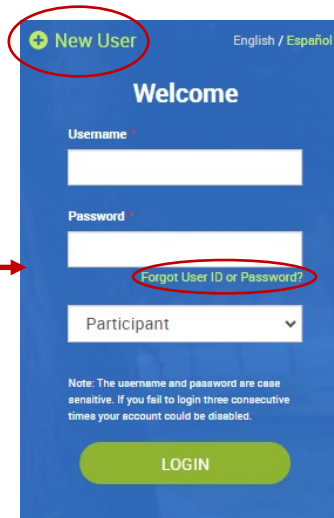 New User
English / Español
Welcome
Username *
Password *
Forgot User ID or Password?
Participant
Note: The username and password are case
sensitive. If you fail to login three consecutive
times your account could be disabled.
LOGIN